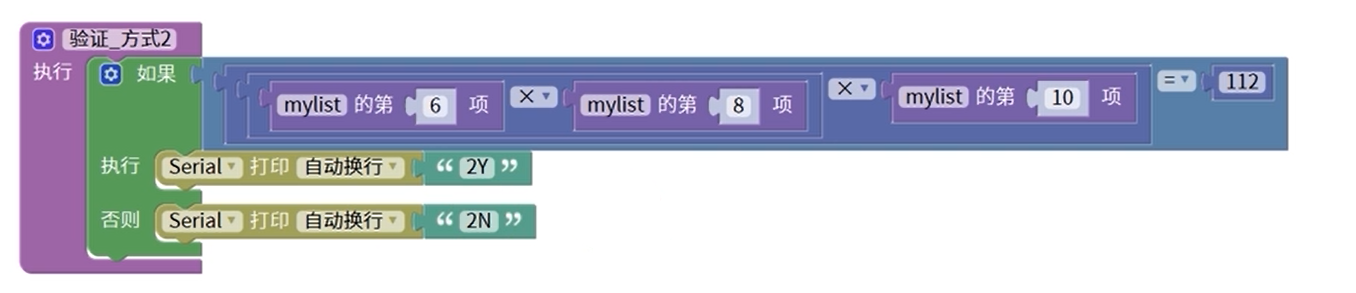 验证_方式2
执行 如果 mylist 的第 6 项 × mylist 的第 8 项 × mylist 的第 10 项 = 112
执行 Serial 打印 自动换行 “ 2Y ”
否则 Serial 打印 自动换行 “ 2N ”